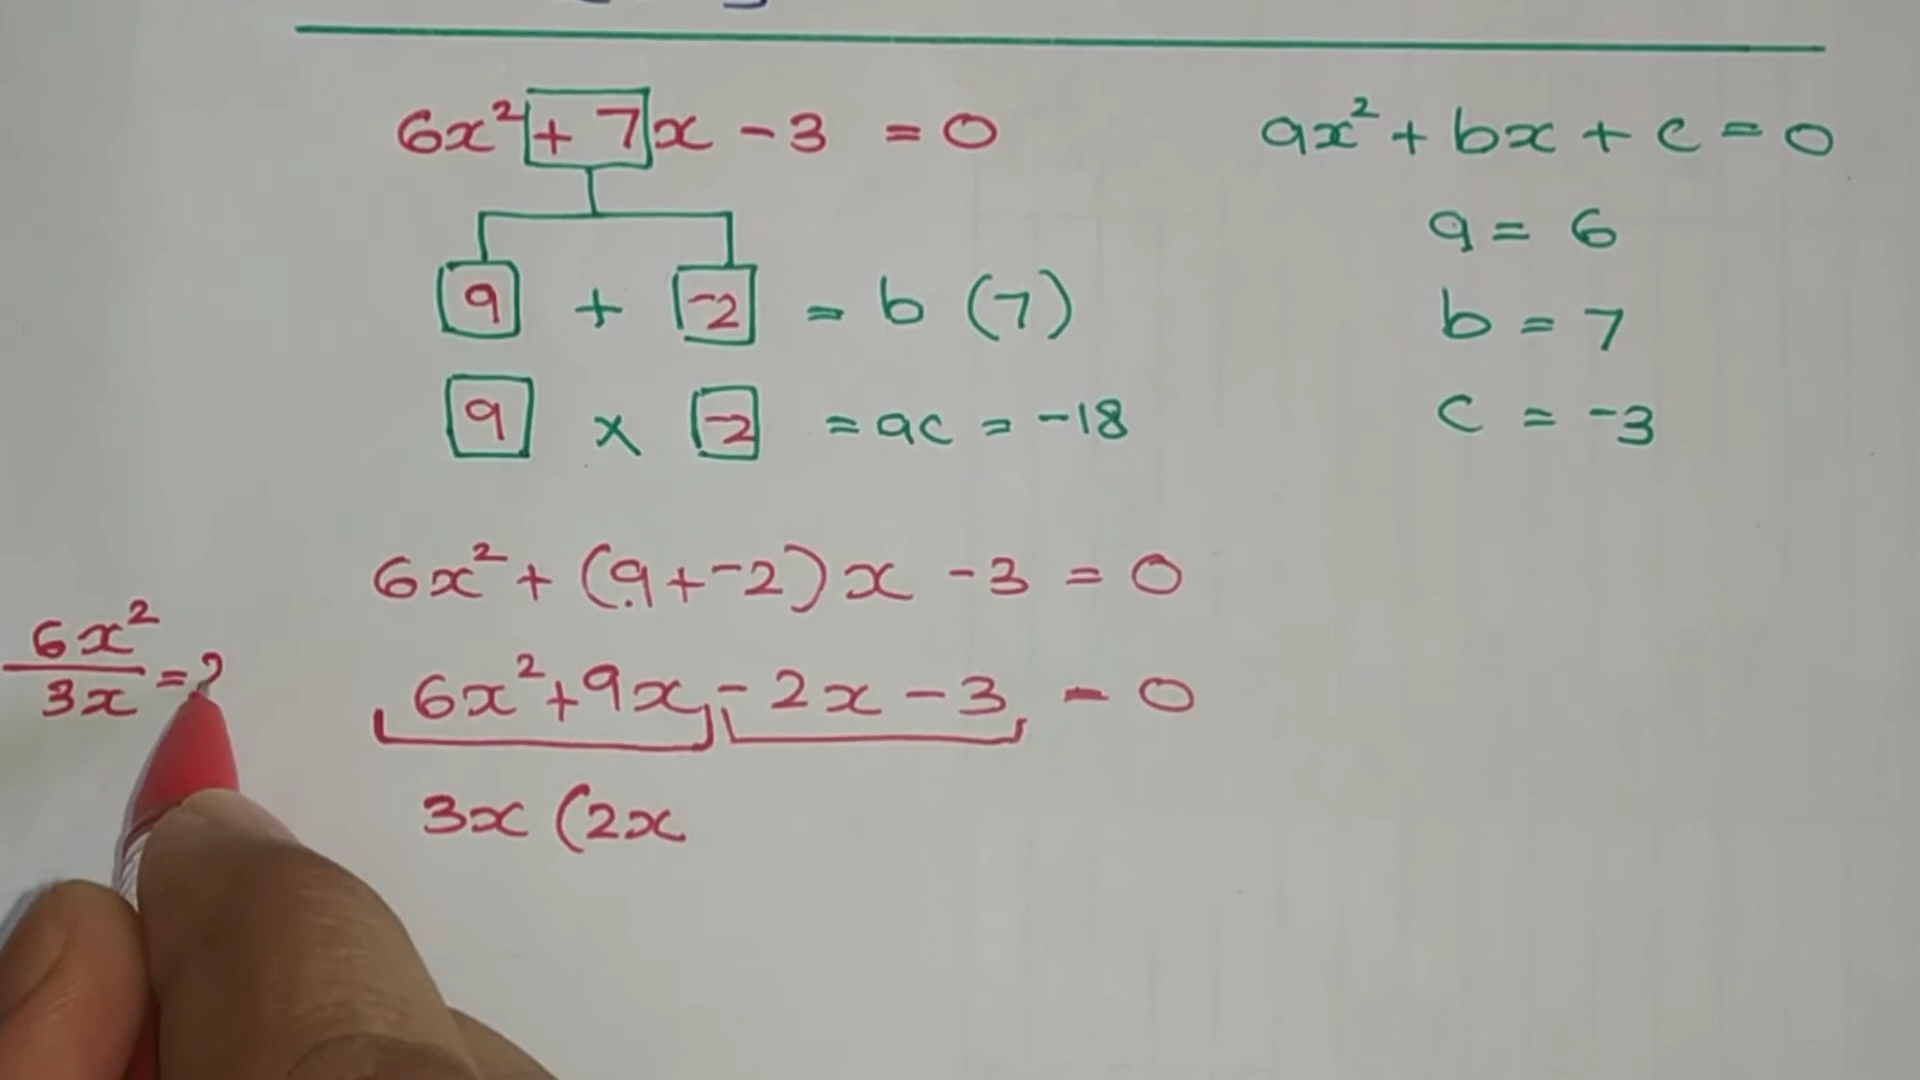 6x² + 7x - 3 = 0
ax² + bx + c = 0
a = 6
9 + -2 = b (7)
b = 7
9 x -2 = ac = -18
c = -3
6x² + (9 + -2)x - 3 = 0
6x²/3x = ?
6x² + 9x - 2x - 3 = 0
3x (2x